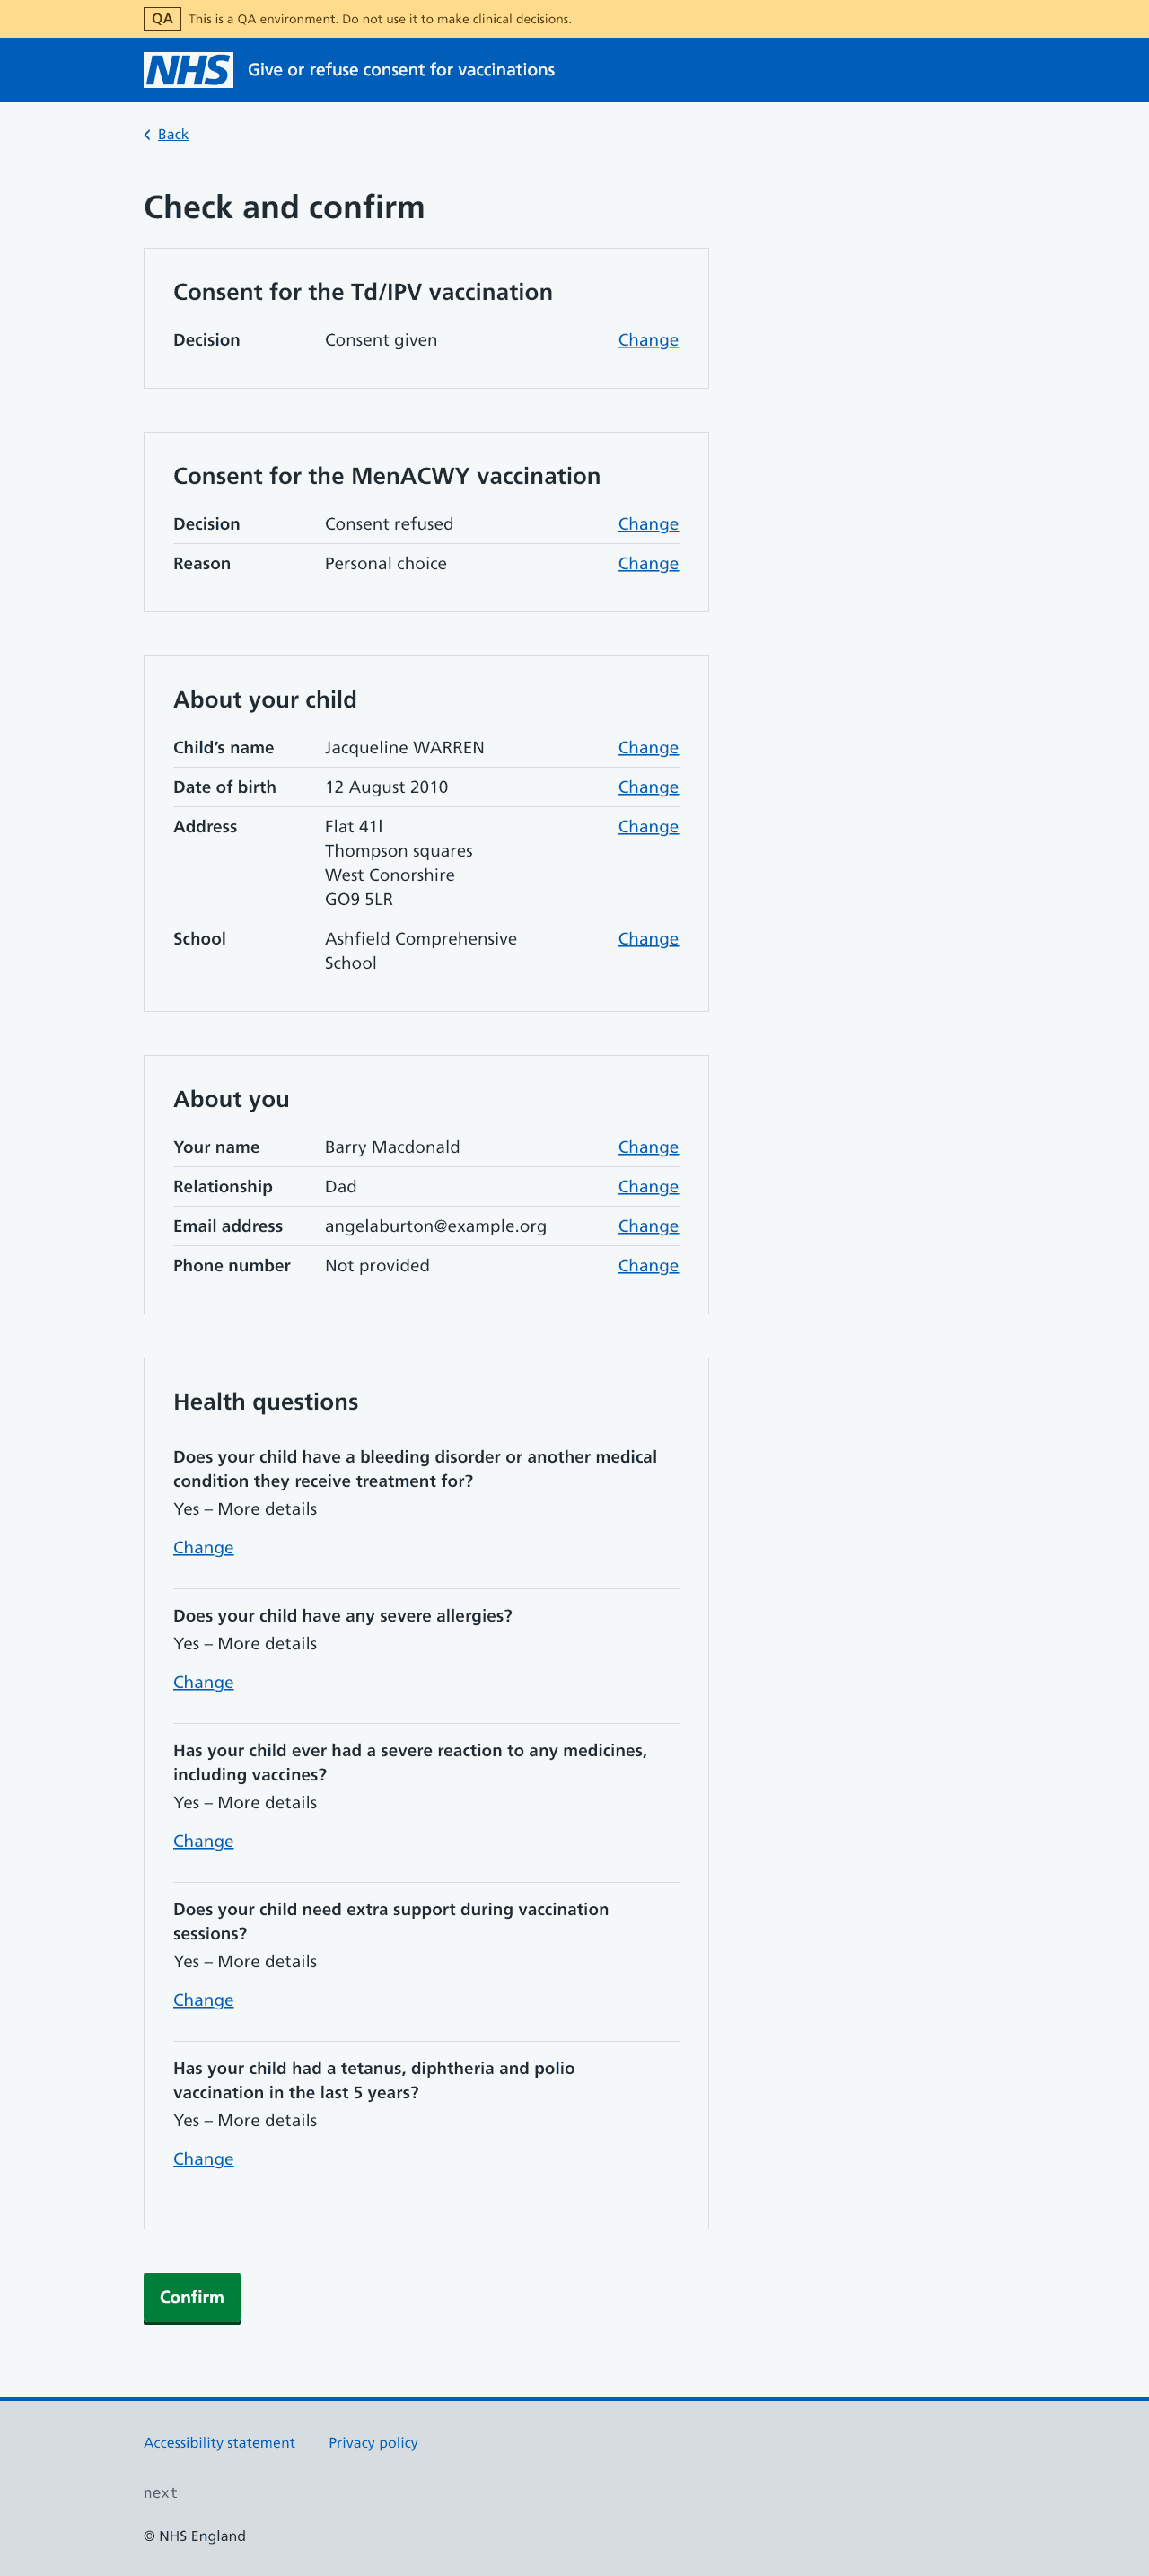 QA This is a QA environment. Do not use it to make clinical decisions.
NHS Give or refuse consent for vaccinations
Back
Check and confirm
Consent for the Td/IPV vaccination
Decision Consent given Change
Consent for the MenACWY vaccination
Decision Consent refused Change
Reason Personal choice Change
About your child
Child’s name Jacqueline WARREN Change
Date of birth 12 August 2010 Change
Address Flat 41l Change
Thompson squares
West Conorshire
GO9 5LR
School Ashfield Comprehensive Change
School
About you
Your name Barry Macdonald Change
Relationship Dad Change
Email address angelaburton@example.org Change
Phone number Not provided Change
Health questions
Does your child have a bleeding disorder or another medical
condition they receive treatment for?
Yes – More details
Change
Does your child have any severe allergies?
Yes – More details
Change
Has your child ever had a severe reaction to any medicines,
including vaccines?
Yes – More details
Change
Does your child need extra support during vaccination
sessions?
Yes – More details
Change
Has your child had a tetanus, diphtheria and polio
vaccination in the last 5 years?
Yes – More details
Change
Confirm
Accessibility statement Privacy policy
next
© NHS England